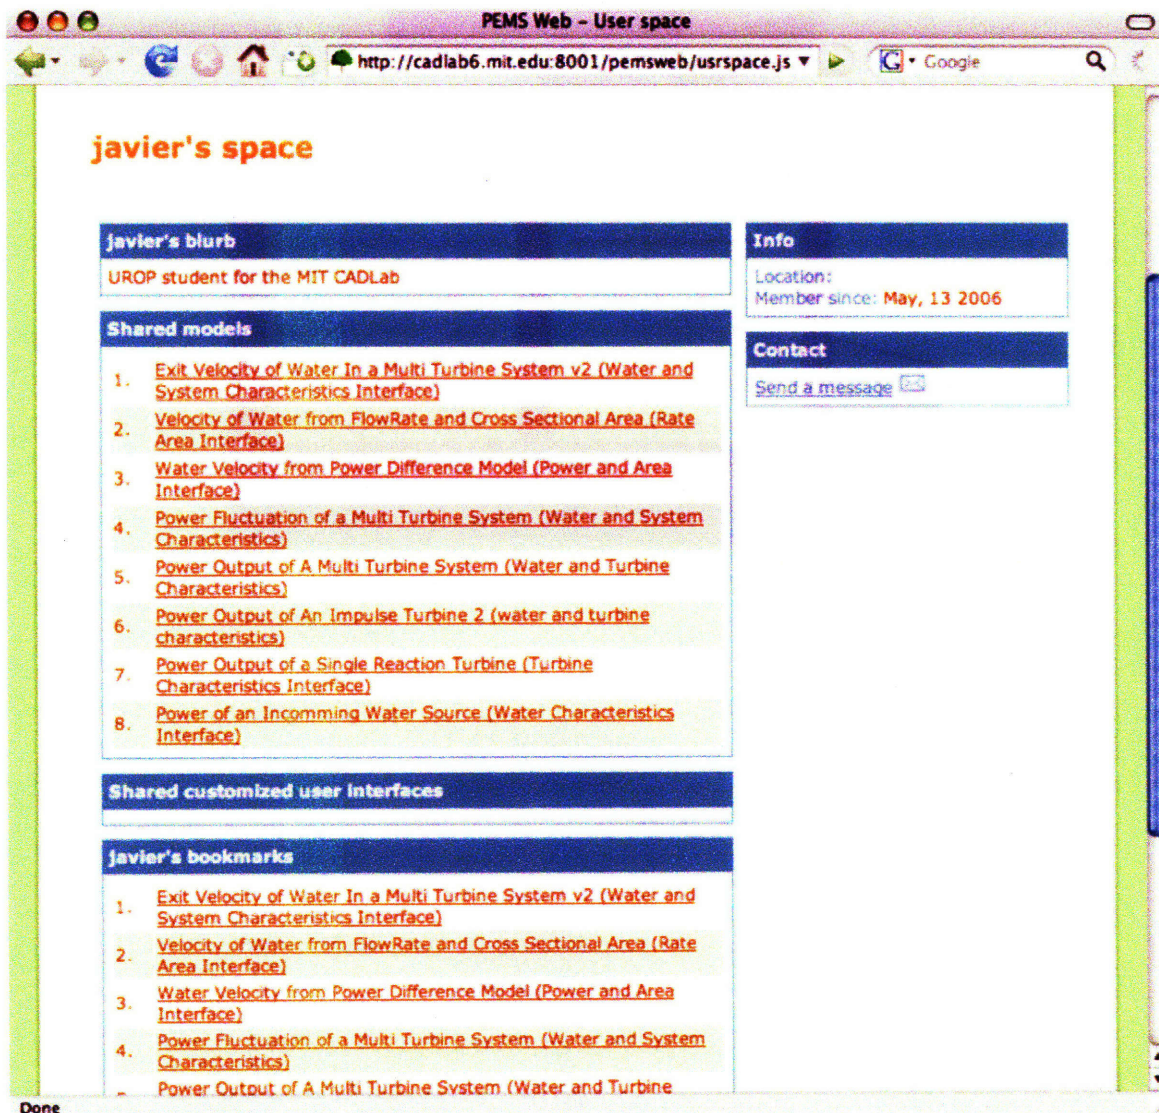 PEMS Web – User space
http://cadlab6.mit.edu:8001/pemsweb/usrspace.js
Google
javier's space
javier's blurb
UROP student for the MIT CADLab
Info
Location:
Member since: May, 13 2006
Contact
Send a message
Shared models
1. Exit Velocity of Water In a Multi Turbine System v2 (Water and
System Characteristics Interface)
2. Velocity of Water from FlowRate and Cross Sectional Area (Rate
Area Interface)
3. Water Velocity from Power Difference Model (Power and Area
Interface)
4. Power Fluctuation of a Multi Turbine System (Water and System
Characteristics)
5. Power Output of A Multi Turbine System (Water and Turbine
Characteristics)
6. Power Output of An Impulse Turbine 2 (water and turbine
characteristics)
7. Power Output of a Single Reaction Turbine (Turbine
Characteristics Interface)
8. Power of an Incomming Water Source (Water Characteristics
Interface)
Shared customized user interfaces
javier's bookmarks
1. Exit Velocity of Water In a Multi Turbine System v2 (Water and
System Characteristics Interface)
2. Velocity of Water from FlowRate and Cross Sectional Area (Rate
Area Interface)
3. Water Velocity from Power Difference Model (Power and Area
Interface)
4. Power Fluctuation of a Multi Turbine System (Water and System
Characteristics)
Power Output of A Multi Turbine System (Water and Turbine
Done